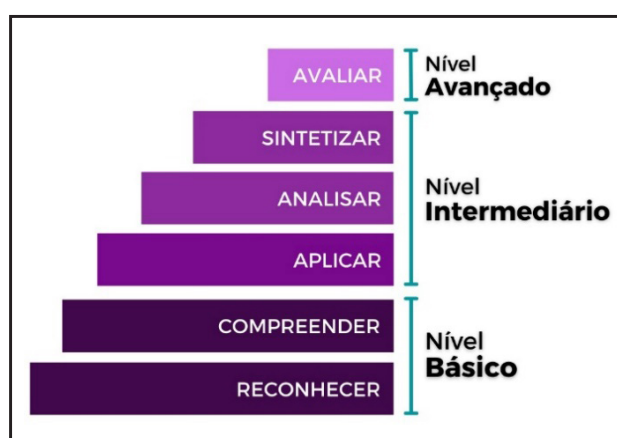 AVALIAR
Nível
Avançado
SINTETIZAR
ANALISAR
Nível
Intermediário
APLICAR
COMPREENDER
Nível
Básico
RECONHECER